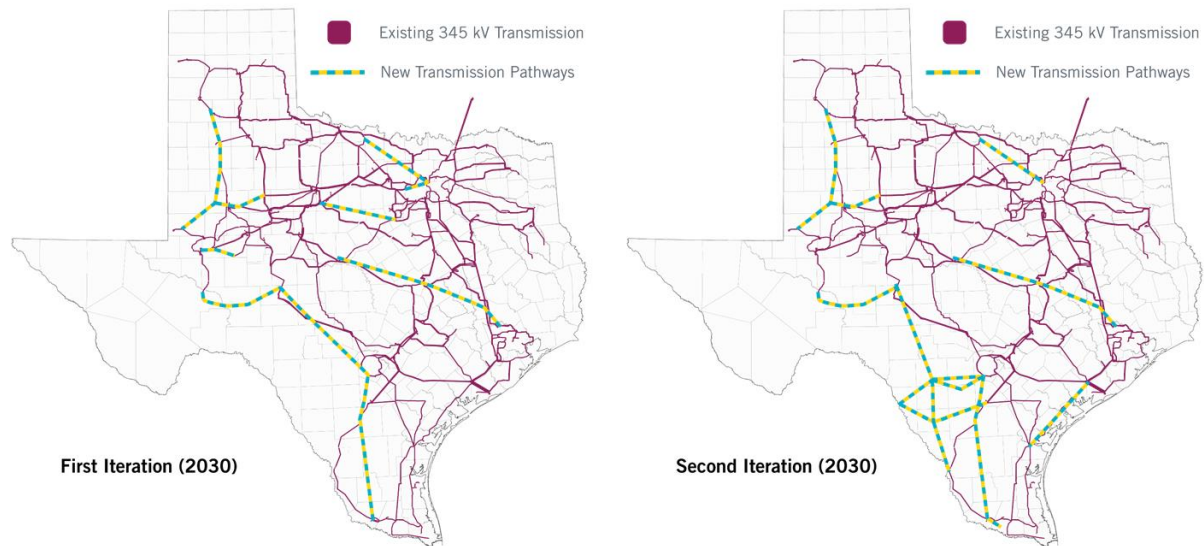 Existing 345 kV Transmission
New Transmission Pathways
First Iteration (2030)
Existing 345 kV Transmission
New Transmission Pathways
Second Iteration (2030)